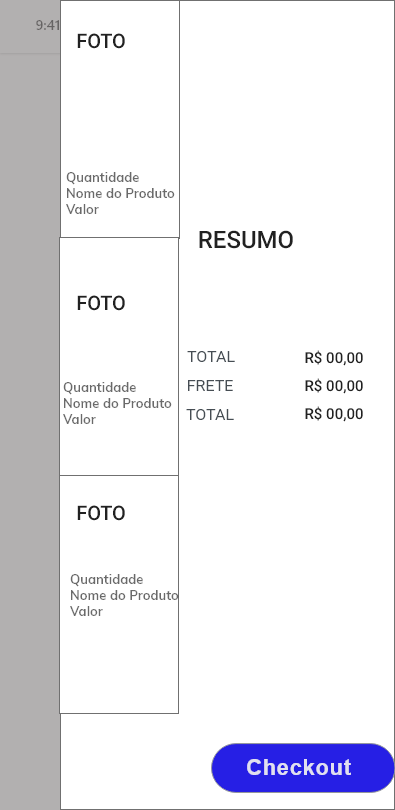 9:41
FOTO
Quantidade
Nome do Produto
Valor
FOTO
Quantidade
Nome do Produto
Valor
FOTO
Quantidade
Nome do Produto
Valor
RESUMO
TOTAL R$ 00,00
FRETE R$ 00,00
TOTAL R$ 00,00
Checkout